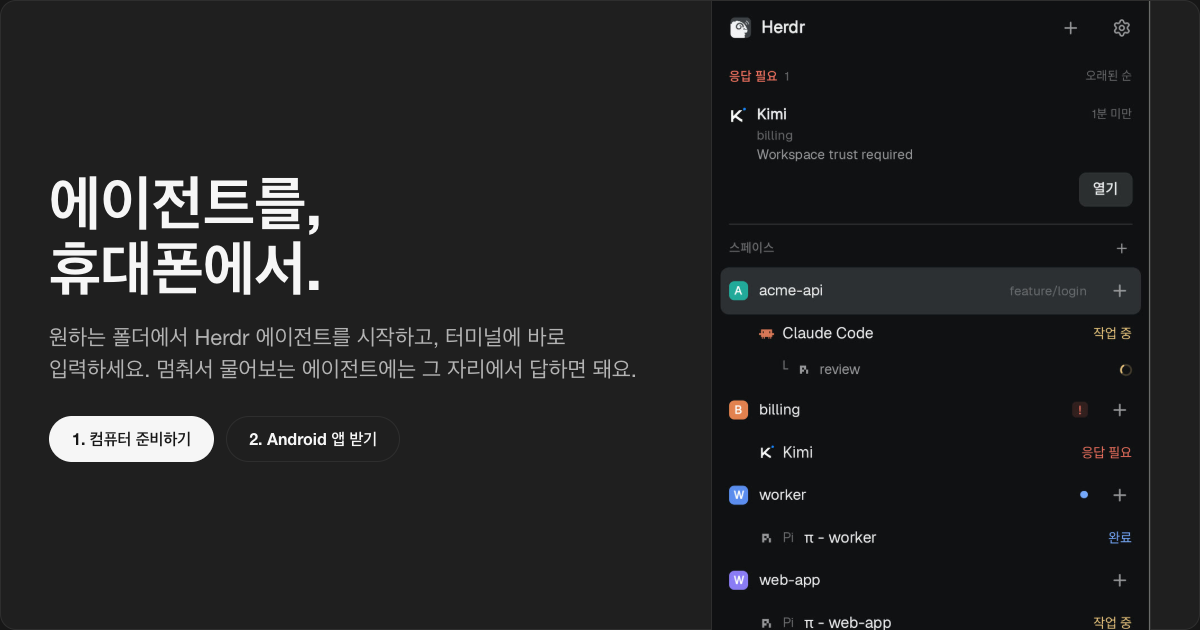 에이전트를,
휴대폰에서.
원하는 폴더에서 Herdr 에이전트를 시작하고, 터미널에 바로
입력하세요. 멈춰서 물어보는 에이전트에는 그 자리에서 답하면 돼요.
1. 컴퓨터 준비하기
2. Android 앱 받기
Herdr
응답 필요 1 오래된 순
Kimi 1분 미만
billing
Workspace trust required
열기
스페이스
A acme-api feature/login
Claude Code 작업 중
review
B billing !
Kimi 응답 필요
W worker
Pi π - worker 완료
W web-app
Pi π - web-app 작업 중